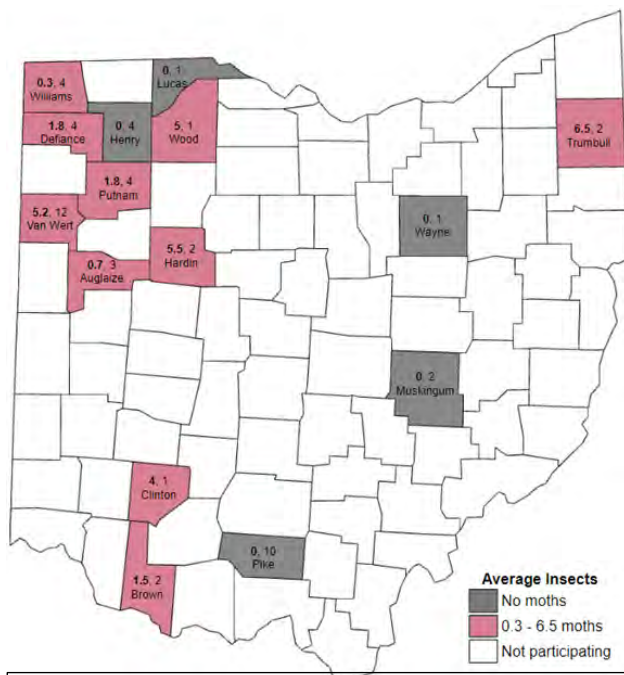 0, 1
Lucas
0.3, 4
Williams
1.8, 4
Defiance
0, 4
Henry
5, 1
Wood
6.5, 2
Trumbull
1.8, 4
Putnam
5.2, 12
Van Wert
0, 1
Wayne
5.5, 2
Hardin
0.7, 3
Auglaize
0, 2
Muskingum
4, 1
Clinton
0, 10
Pike
1.5, 2
Brown
Average Insects
No moths
0.3 - 6.5 moths
Not participating